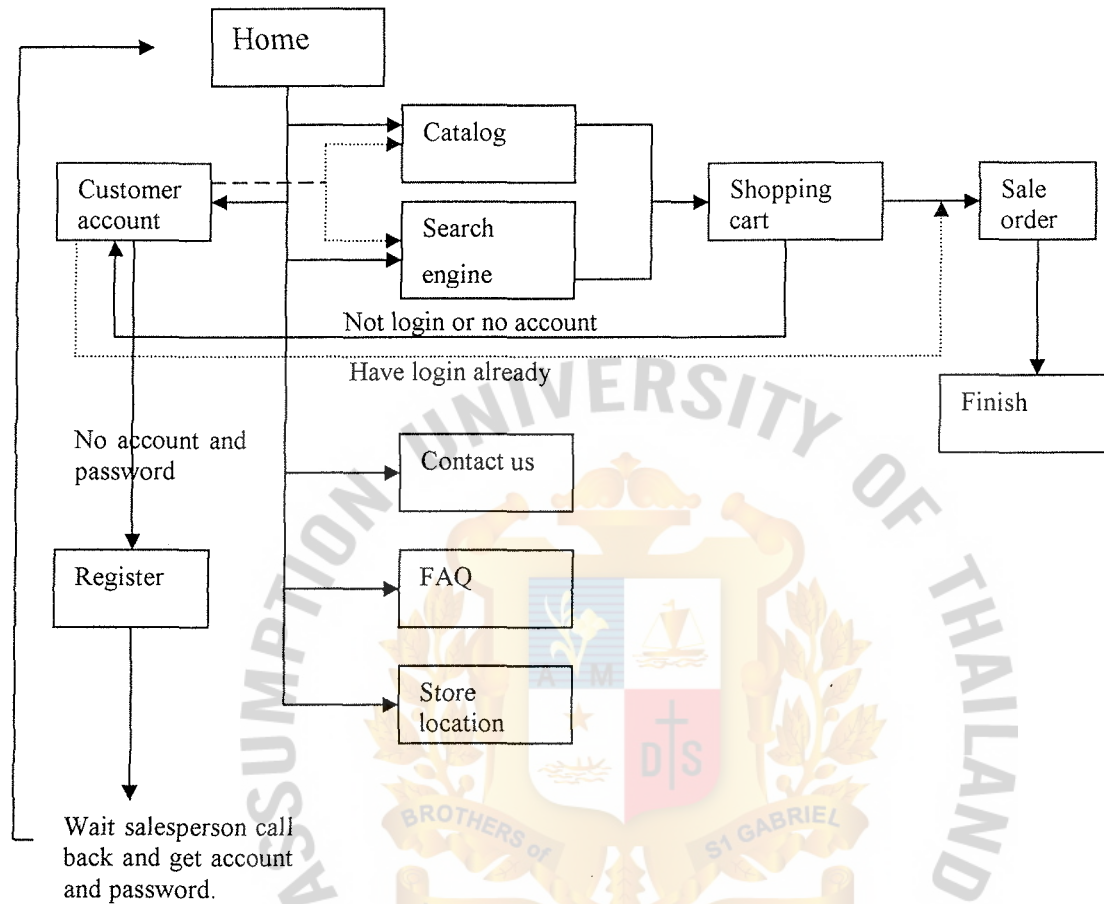 Home
Catalog
Customer
account
Shopping
cart
Sale
order
Search
engine
Not login or no account
Have login already
Finish
No account and
password
Contact us
Register
FAQ
Store
location
Wait salesperson call
back and get account
and password.
ASSUMPTION UNIVERSITY OF THAILAND
A M
D S
BROTHERS of
S1 GABRIEL